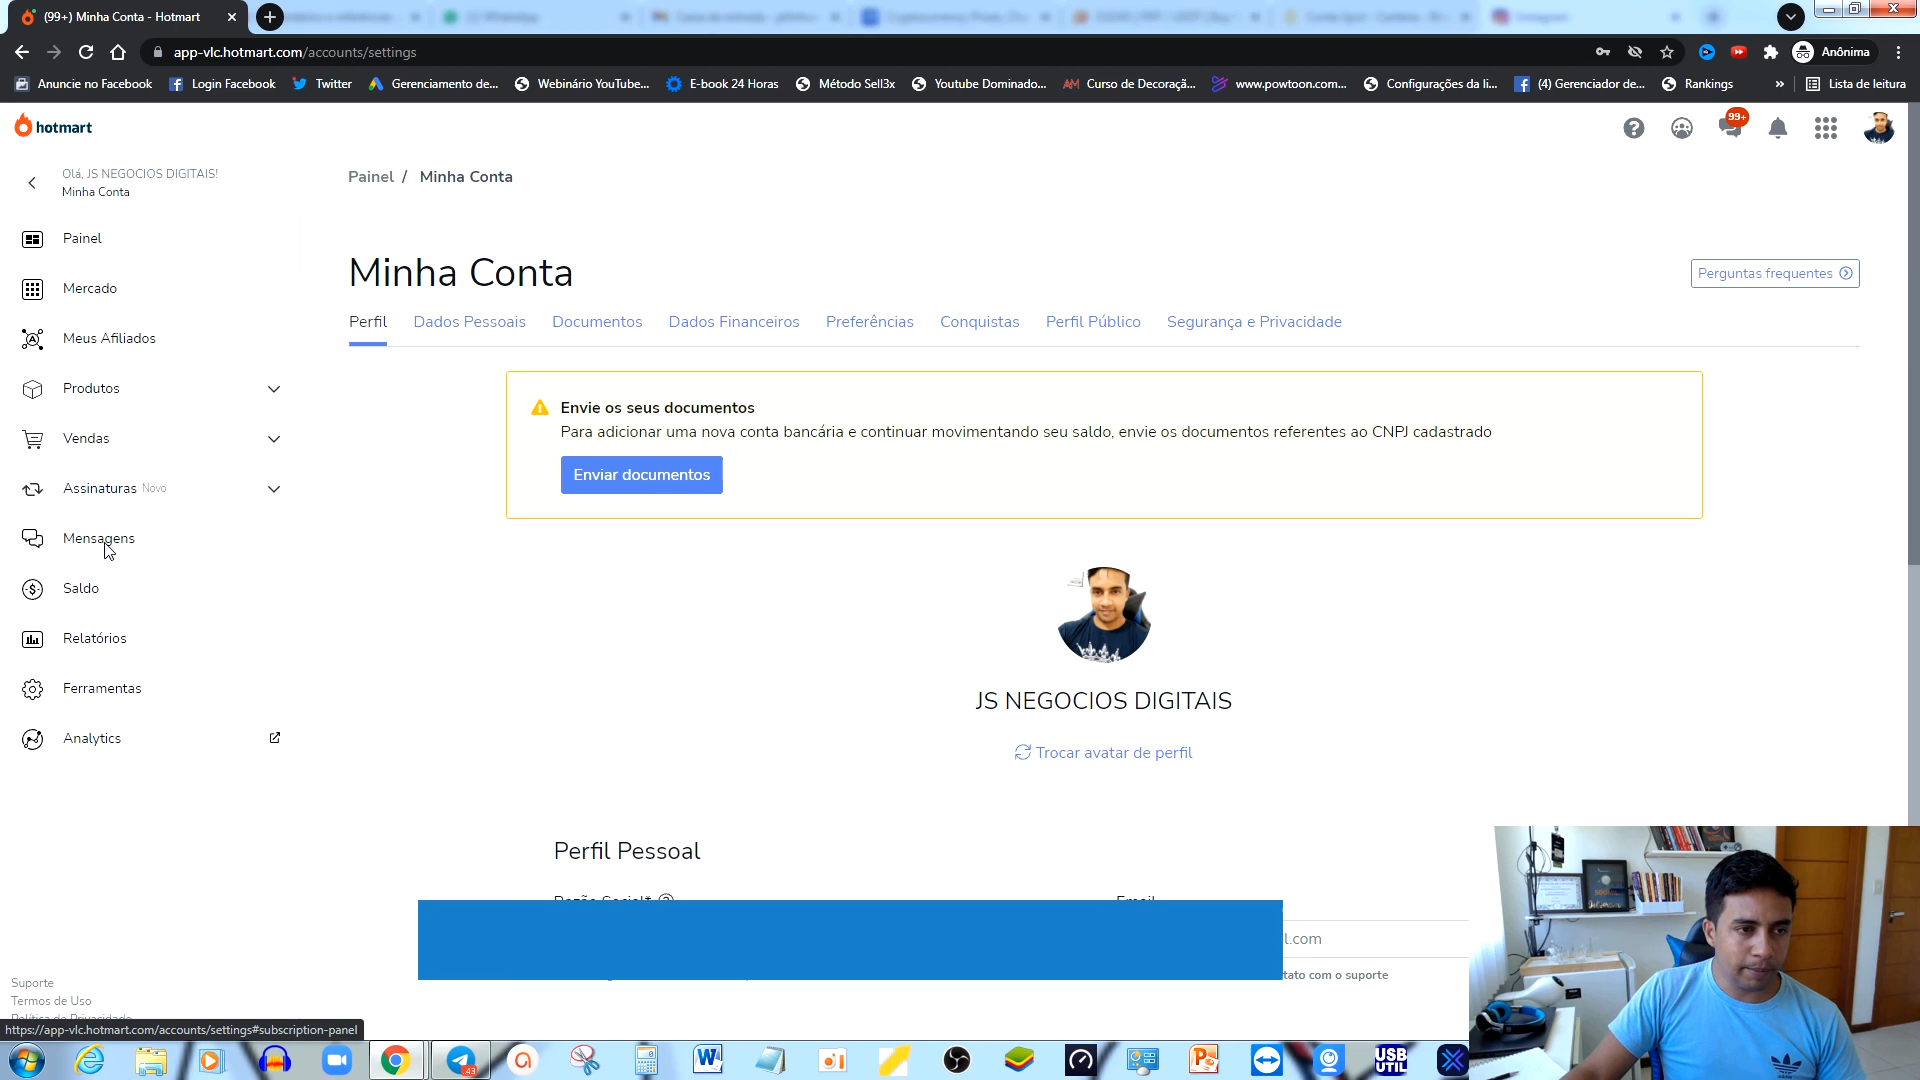 (99+) Minha Conta - Hotmart
app-vlc.hotmart.com/accounts/settings
Anônima
Anuncie no Facebook
Login Facebook
Twitter
Gerenciamento de...
Webinário YouTube...
E-book 24 Horas
Método Sell3x
Youtube Dominado...
Curso de Decoraçã...
www.powtoon.com...
Configurações da li...
(4) Gerenciador de...
Rankings
»
Lista de leitura
hotmart
99+
Olá, JS NEGOCIOS DIGITAIS!
Minha Conta
Painel / Minha Conta
Painel
Mercado
Meus Afiliados
Produtos
Vendas
Assinaturas Novo
Mensagens
Saldo
Relatórios
Ferramentas
Analytics
Minha Conta
Perguntas frequentes
Perfil
Dados Pessoais
Documentos
Dados Financeiros
Preferências
Conquistas
Perfil Público
Segurança e Privacidade
Envie os seus documentos
Para adicionar uma nova conta bancária e continuar movimentando seu saldo, envie os documentos referentes ao CNPJ cadastrado
Enviar documentos
JS NEGOCIOS DIGITAIS
Trocar avatar de perfil
Perfil Pessoal
Razão Social*
Email
l.com
tato com o suporte
Suporte
Termos de Uso
Política de Privacidade
https://app-vlc.hotmart.com/accounts/settings#subscription-panel
43
USB
UTIL